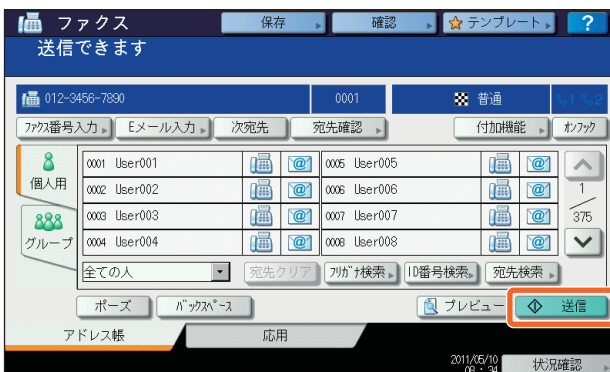 ファクス 保存 確認 テンプレート ?
送信できます
012-3456-7890 0001 普通 1 2
ファクス番号入力 Eメール入力 次宛先 宛先確認 付加機能 オンフック
個人用
グループ
0001 User001 0005 User005
0002 User002 0006 User006
0003 User003 0007 User007
0004 User004 0008 User008
1
375
全ての人 宛先クリア フリガナ検索 ID番号検索 宛先検索
ポーズ バックスペース プレビュー 送信
アドレス帳 応用
2011/05/10
08:34
状況確認